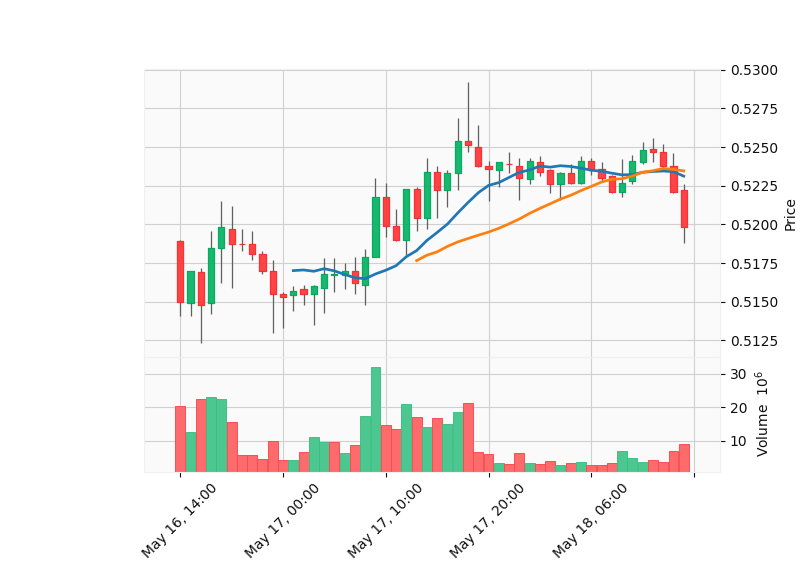 0.5300
0.5275
0.5250
0.5225
0.5200
0.5175
0.5150
0.5125
Price
30
20
10
Volume 10⁶
May 16, 14:00
May 17, 00:00
May 17, 10:00
May 17, 20:00
May 18, 06:00